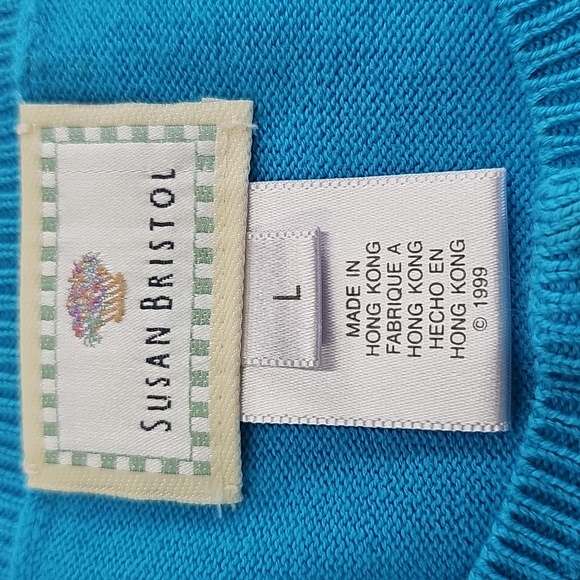 SUSAN BRISTOL
L
MADE IN
HONG KONG
FABRIQUE A
HONG KONG
HECHO EN
HONG KONG
© 1999